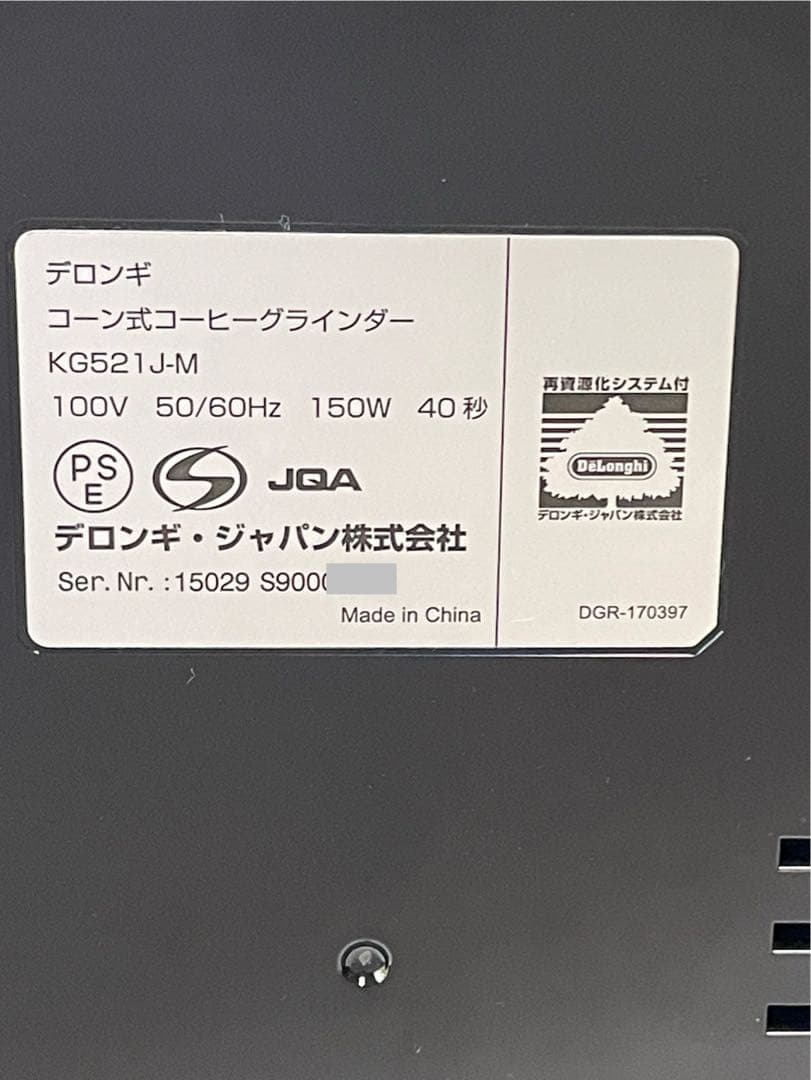 デロンギ
コーン式コーヒーグラインダー
KG521J-M
100V 50/60Hz 150W 40秒
PS
E
S JQA
デロンギ・ジャパン株式会社
Ser. Nr. :15029 S900
Made in China
再資源化システム付
DeLonghi
デロンギ・ジャパン株式会社
DGR-170397